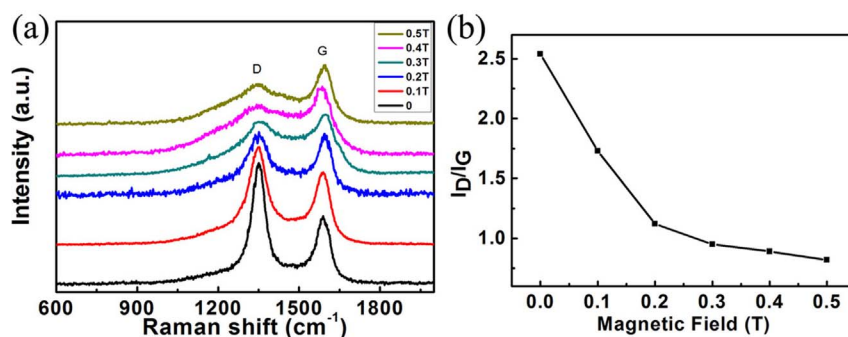 (a)
Intensity (a.u.)
D
G
0.5T
0.4T
0.3T
0.2T
0.1T
0
600 900 1200 1500 1800
Raman shift (cm⁻¹)
(b)
I_D/I_G
2.5
2.0
1.5
1.0
0.0 0.1 0.2 0.3 0.4 0.5
Magnetic Field (T)